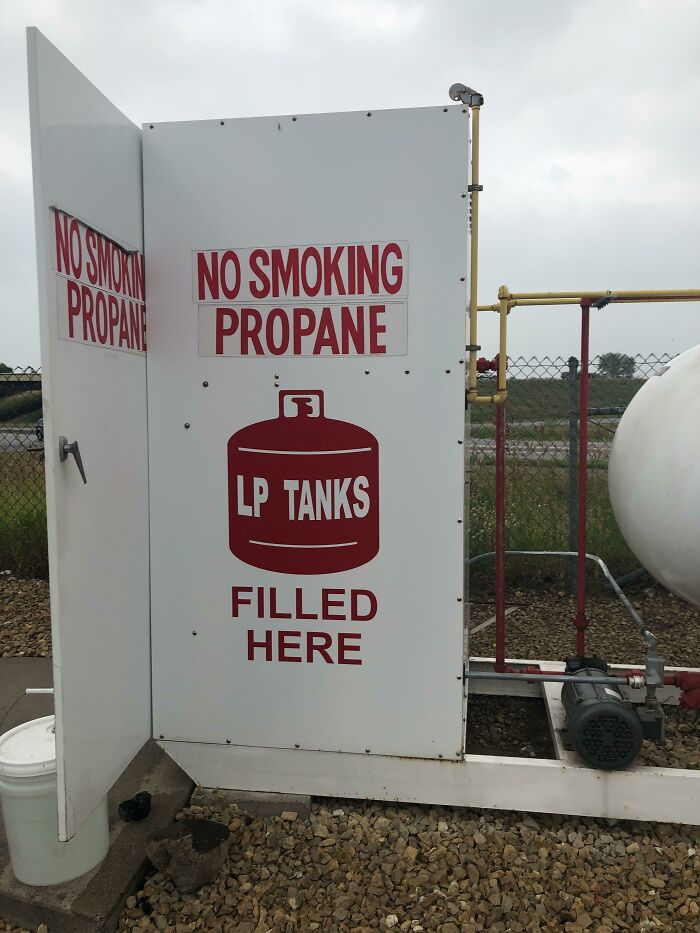 NO SMOKIN
PROPANE
NO SMOKING
PROPANE
LP TANKS
FILLED
HERE